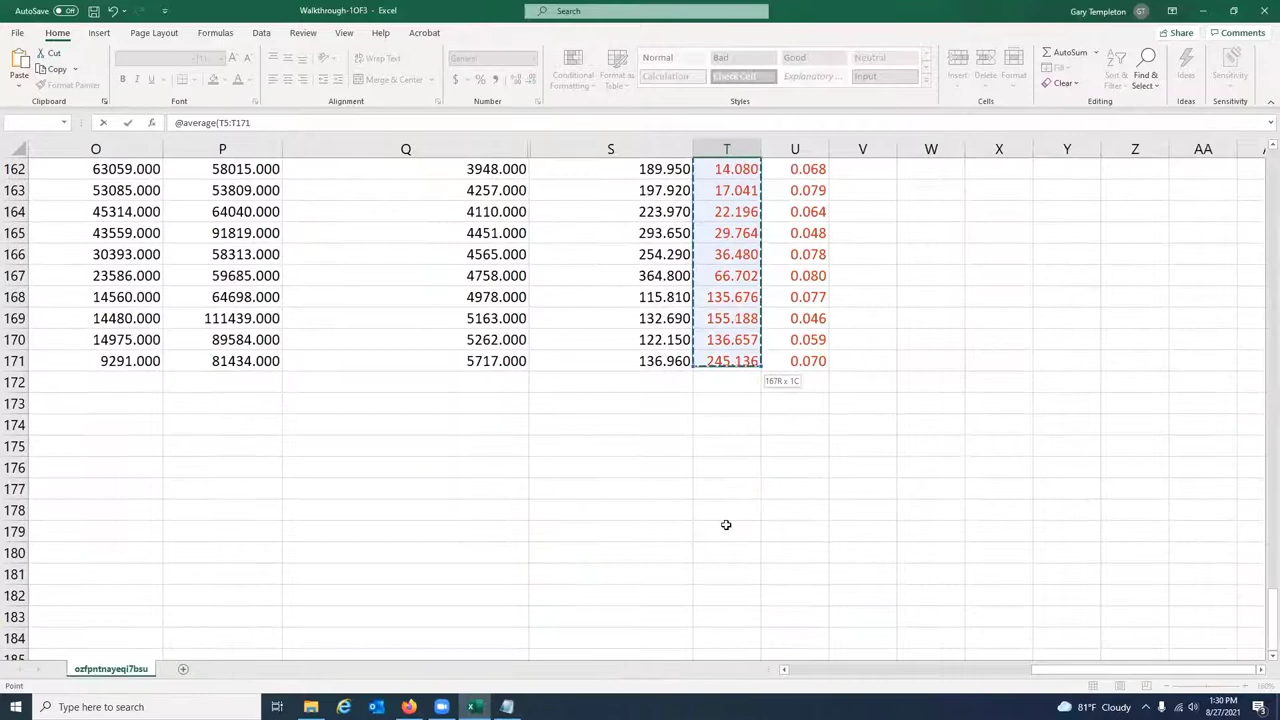 AutoSave Off Walkthrough-1OF3 - Excel Search Gary Templeton GT
File Home Insert Page Layout Formulas Data Review View Help Acrobat Share Comments
Paste Cut Copy Format Painter
B I U Wrap Text Merge & Center General $ % ,
Conditional Formatting Format as Table Normal Bad Good Neutral
Calculation Check Cell Explanatory... Input
Insert Delete Format AutoSum Clear Sort & Filter Find & Select Ideas Sensitivity
Clipboard Font Alignment Number Styles Cells Editing Ideas Sensitivity
fx @average(T5:T171
O P Q S T U V W X Y Z AA
162 63059.000 58015.000 3948.000 189.950 14.080 0.068
163 53085.000 53809.000 4257.000 197.920 17.041 0.079
164 45314.000 64040.000 4110.000 223.970 22.196 0.064
165 43559.000 91819.000 4451.000 293.650 29.764 0.048
166 30393.000 58313.000 4565.000 254.290 36.480 0.078
167 23586.000 59685.000 4758.000 364.800 66.702 0.080
168 14560.000 64698.000 4978.000 115.810 135.676 0.077
169 14480.000 111439.000 5163.000 132.690 155.188 0.046
170 14975.000 89584.000 5262.000 122.150 136.657 0.059
171 9291.000 81434.000 5717.000 136.960 245.136 0.070
172 167R x 1C
173
174
175
176
177
178
179
180
181
182
183
184
185
ozfpntnayeqi7bsu
Point 160%
Type here to search 81°F Cloudy 1:30 PM
8/27/2021